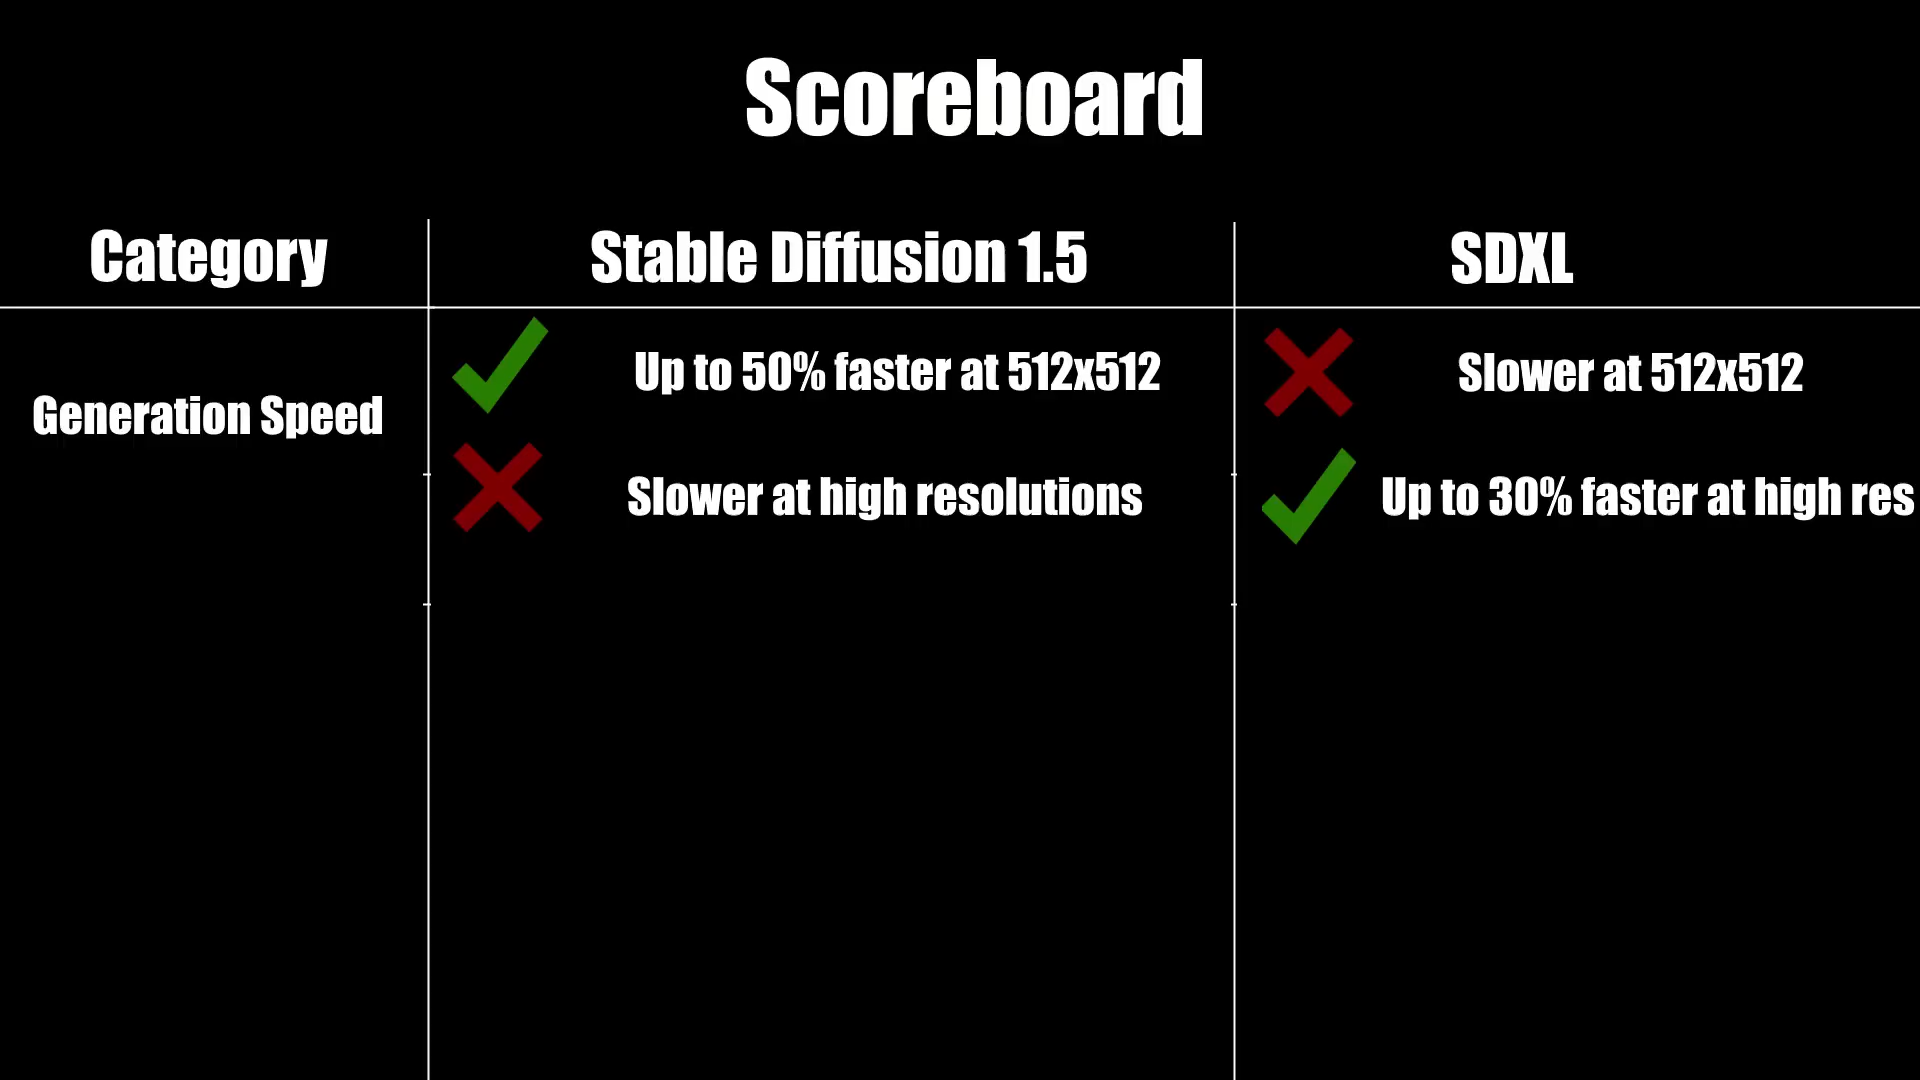 Scoreboard
Category
Stable Diffusion 1.5
SDXL
Generation Speed
Up to 50% faster at 512x512
Slower at 512x512
Slower at high resolutions
Up to 30% faster at high res